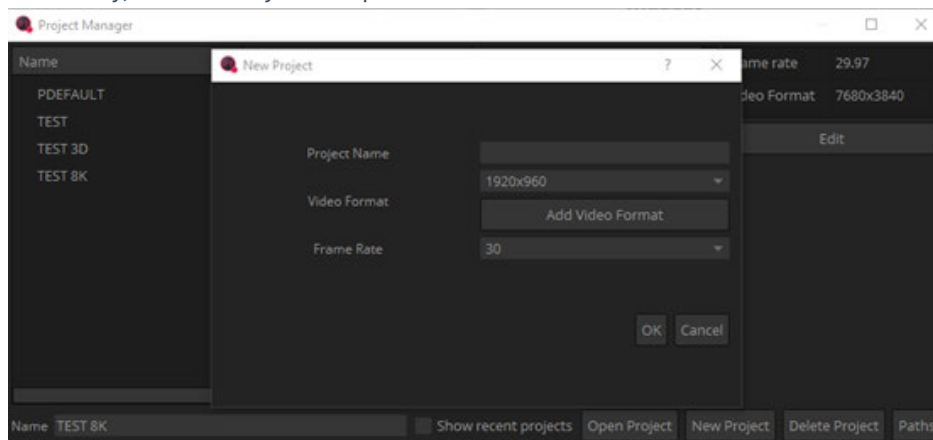 Project Manager
Name
PDEFAULT
TEST
TEST 3D
TEST 8K
New Project
?
Project Name
Video Format
1920x960
Add Video Format
Frame Rate
30
OK Cancel
ame rate 29.97
deo Format 7680x3840
Edit
Name TEST 8K
Show recent projects
Open Project
New Project
Delete Project
Paths